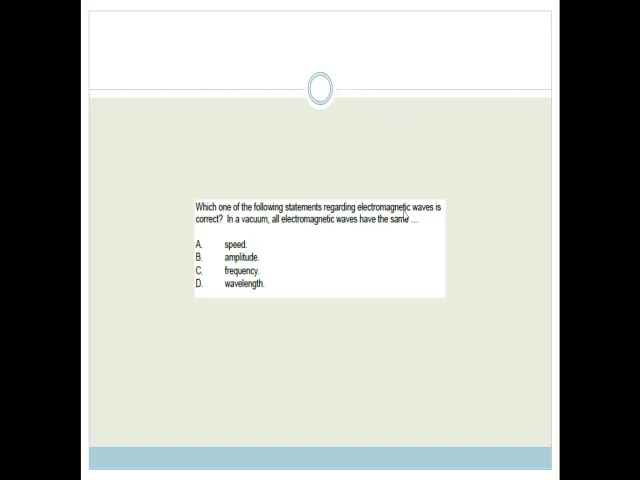 Which one of the following statements regarding electromagnetic waves is
correct? In a vacuum, all electromagnetic waves have the same ...
A. speed.
B. amplitude.
C. frequency.
D. wavelength.